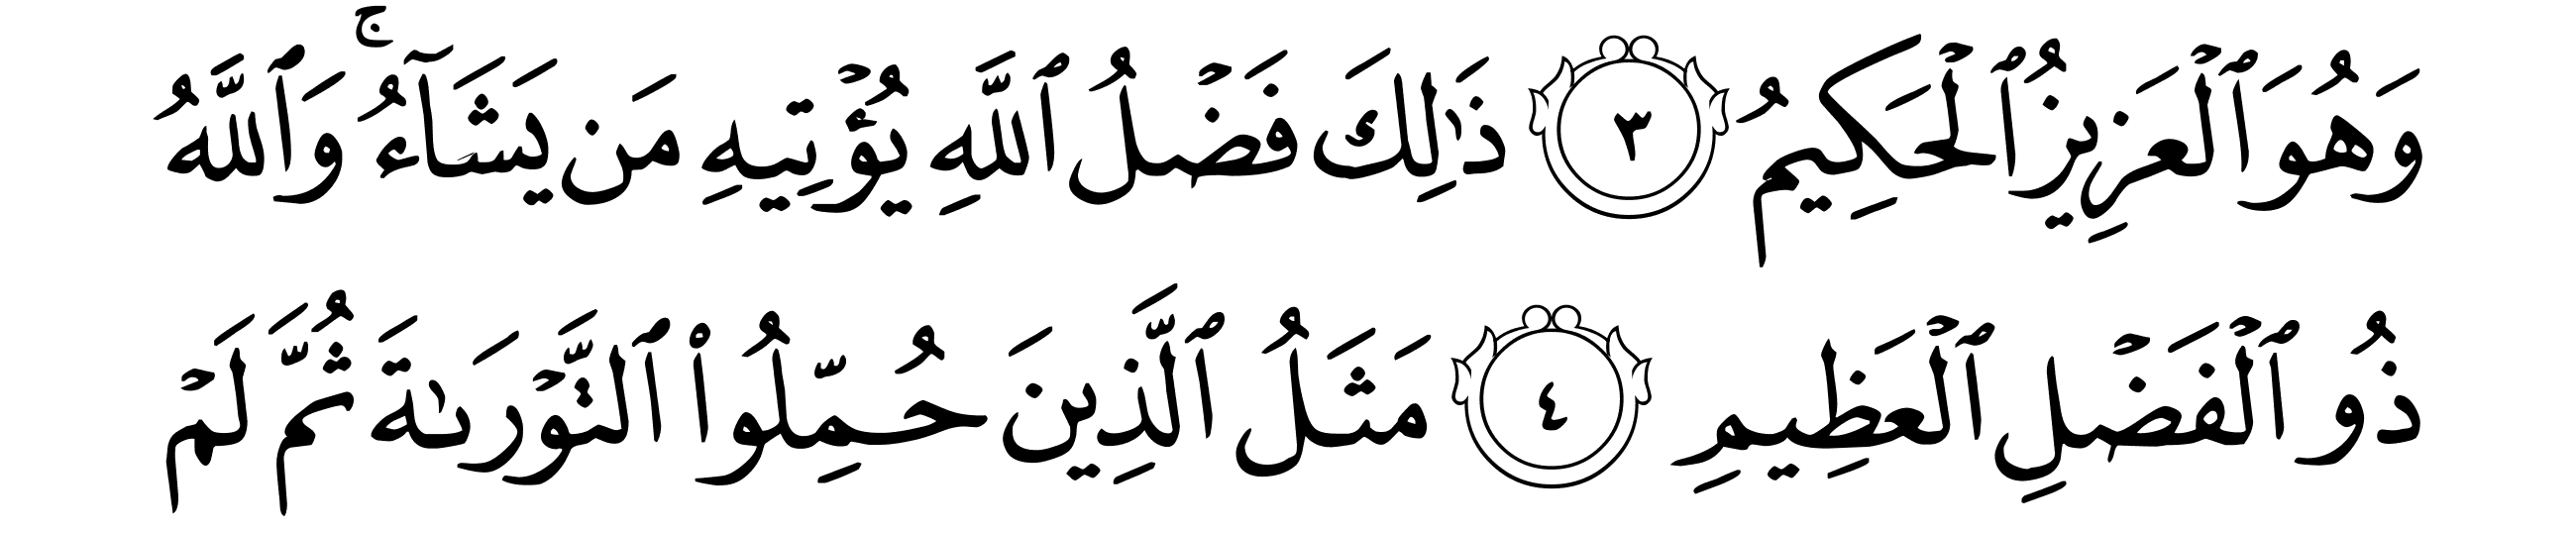 وَهُوَ ٱلْعَزِيزُ ٱلْحَكِيمُ ٣ ذَٰلِكَ فَضْلُ ٱللَّهِ يُؤْتِيهِ مَن يَشَآءُ ۚ وَٱللَّهُ
ذُو ٱلْفَضْلِ ٱلْعَظِيمِ ٤ مَثَلُ ٱلَّذِينَ حُمِّلُوا۟ ٱلتَّوْرَىٰةَ ثُمَّ لَمْ